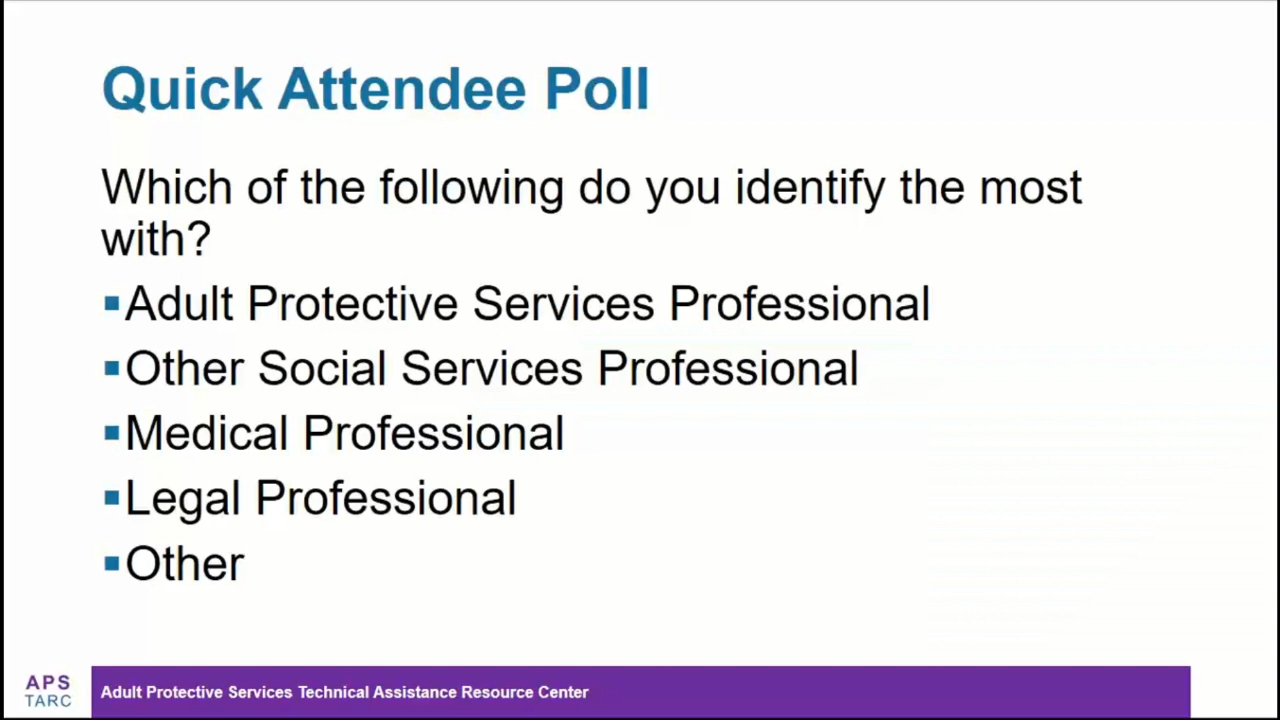 Quick Attendee Poll
Which of the following do you identify the most
with?
▪Adult Protective Services Professional
▪Other Social Services Professional
▪Medical Professional
▪Legal Professional
▪Other
APS
TARC
Adult Protective Services Technical Assistance Resource Center